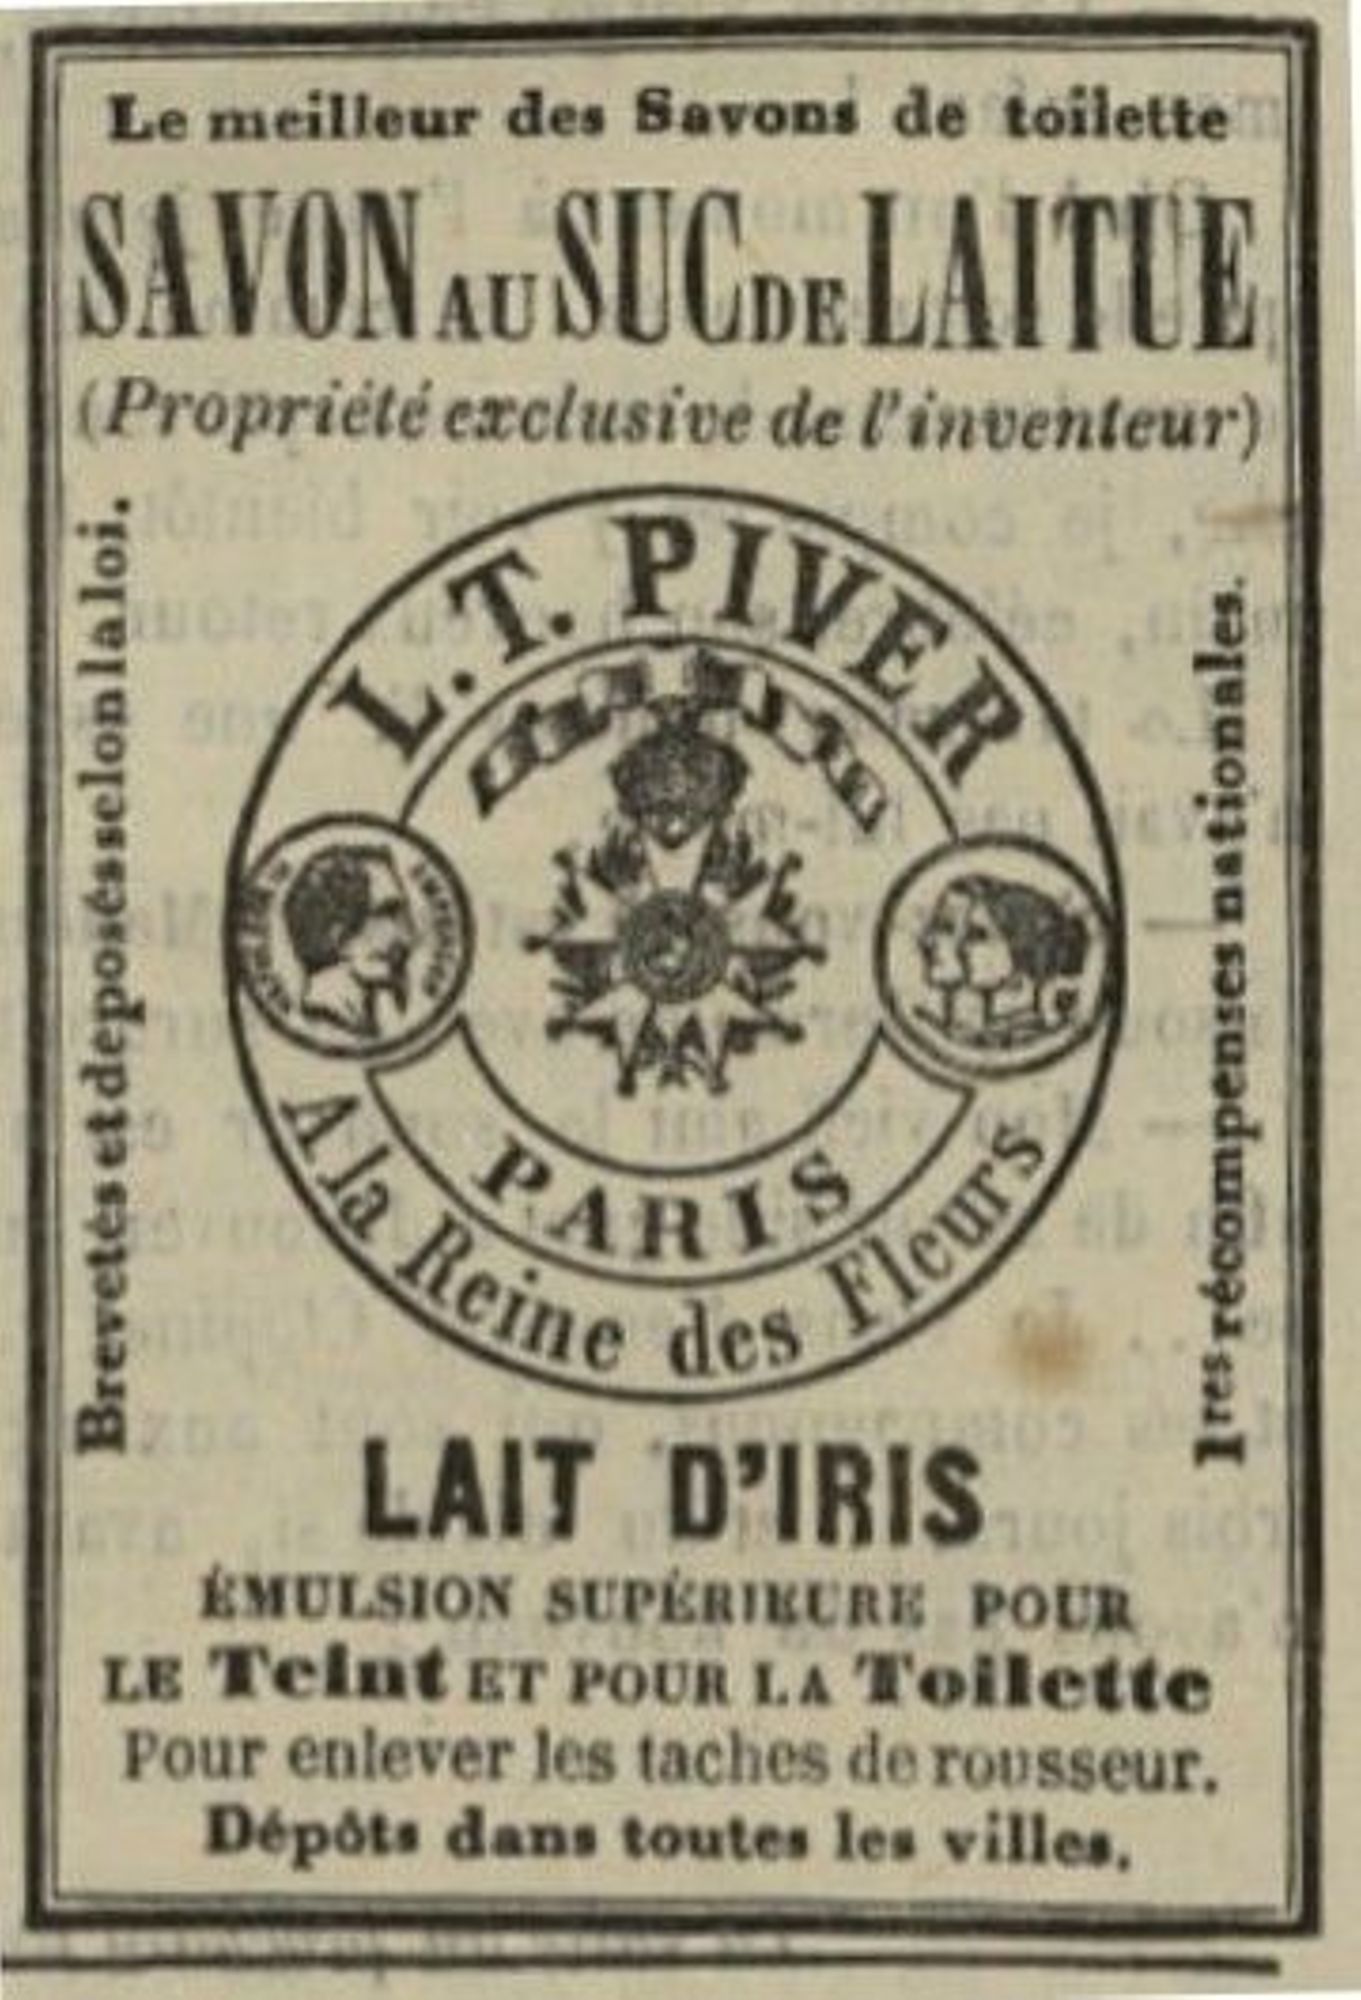 Le meilleur des Savons de toilette
SAVON AU SUC DE LAITUE
(Propriété exclusive de l'inventeur)
Brevetés et déposés selon la loi.
L. T. PIVER
EMPEREUR
PARIS
A la Reine des Fleurs
1res récompenses nationales.
LAIT D'IRIS
ÉMULSION SUPÉRIEURE POUR
LE Teint ET POUR LA Toilette
Pour enlever les taches de rousseur.
Dépôts dans toutes les villes.